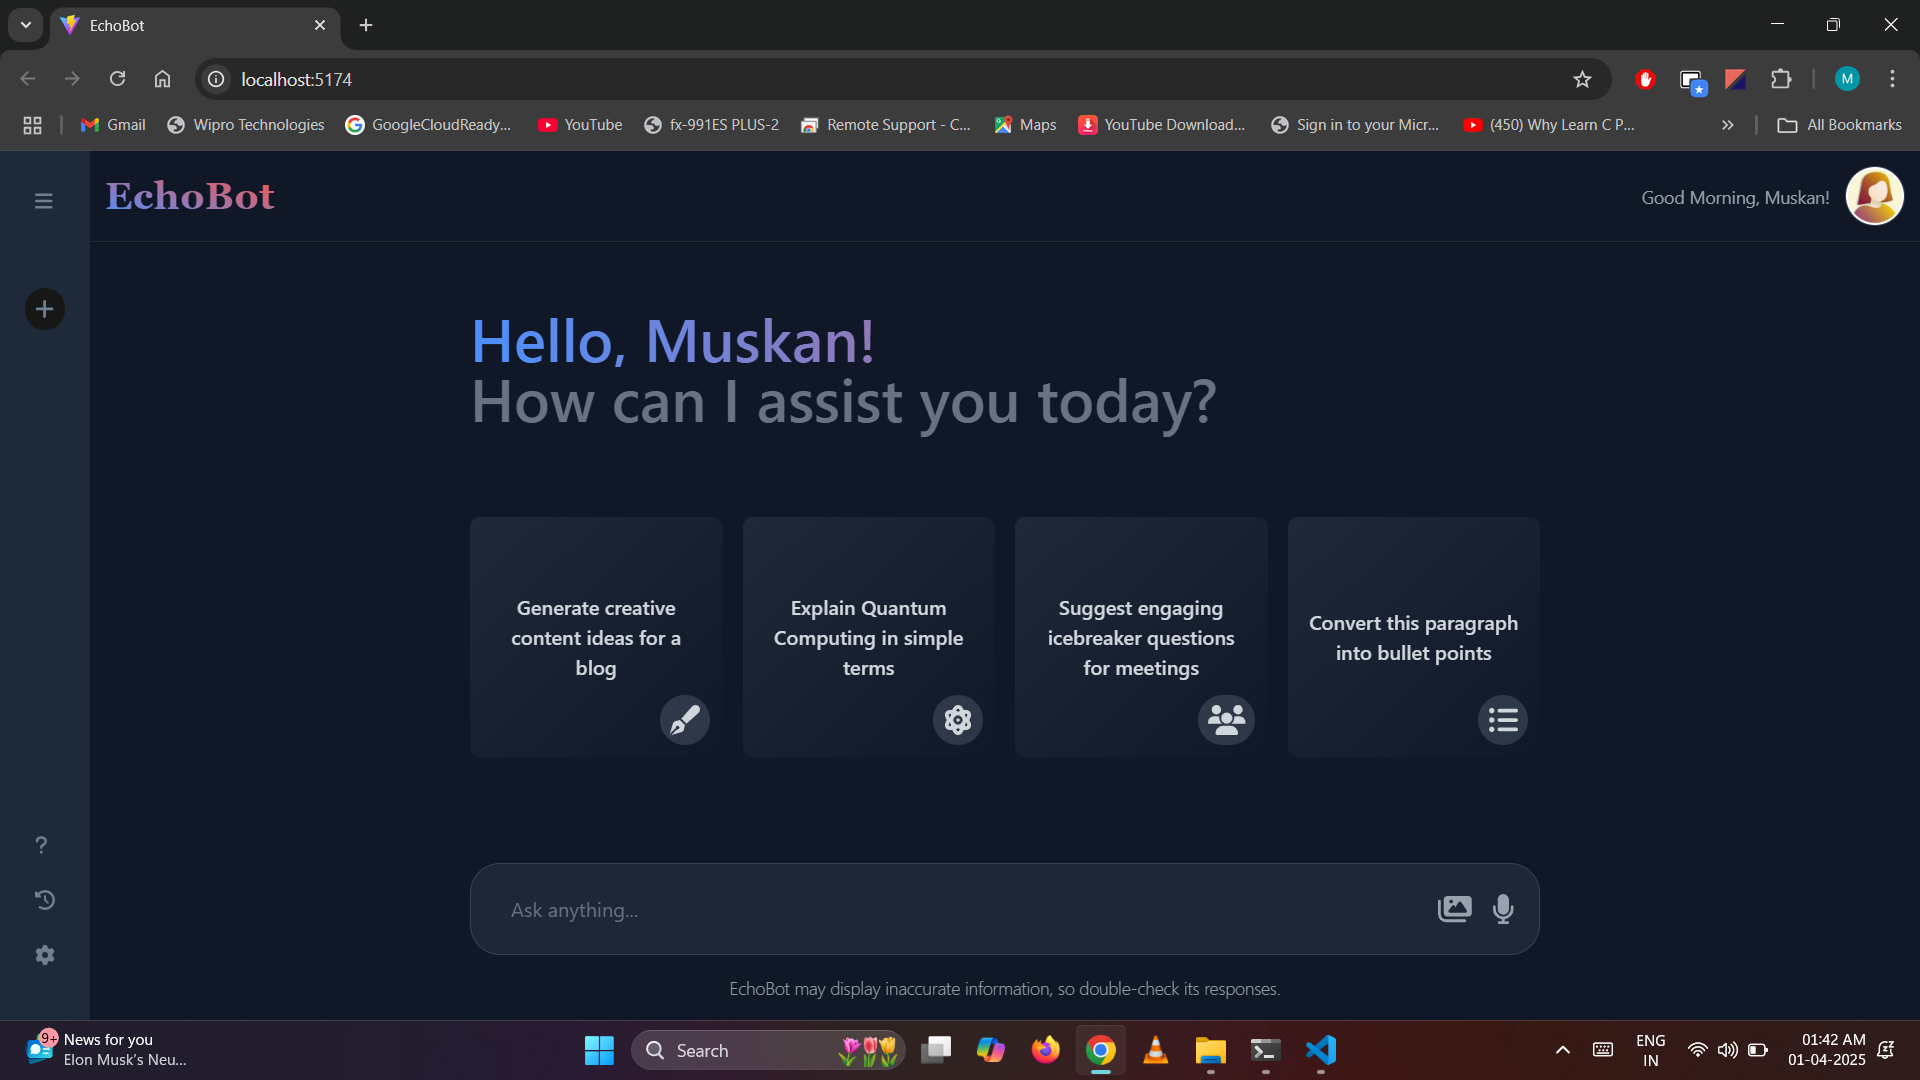 EchoBot
localhost:5174
Gmail
Wipro Technologies
GoogleCloudReady...
YouTube
fx-991ES PLUS-2
Remote Support - C...
Maps
YouTube Download...
Sign in to your Micr...
(450) Why Learn C P...
All Bookmarks
M
EchoBot
Good Morning, Muskan!
Hello, Muskan!
How can I assist you today?
Generate creative
content ideas for a
blog
Explain Quantum
Computing in simple
terms
Suggest engaging
icebreaker questions
for meetings
Convert this paragraph
into bullet points
Ask anything...
EchoBot may display inaccurate information, so double-check its responses.
9+
News for you
Elon Musk's Neu...
Search
ENG
IN
01:42 AM
01-04-2025